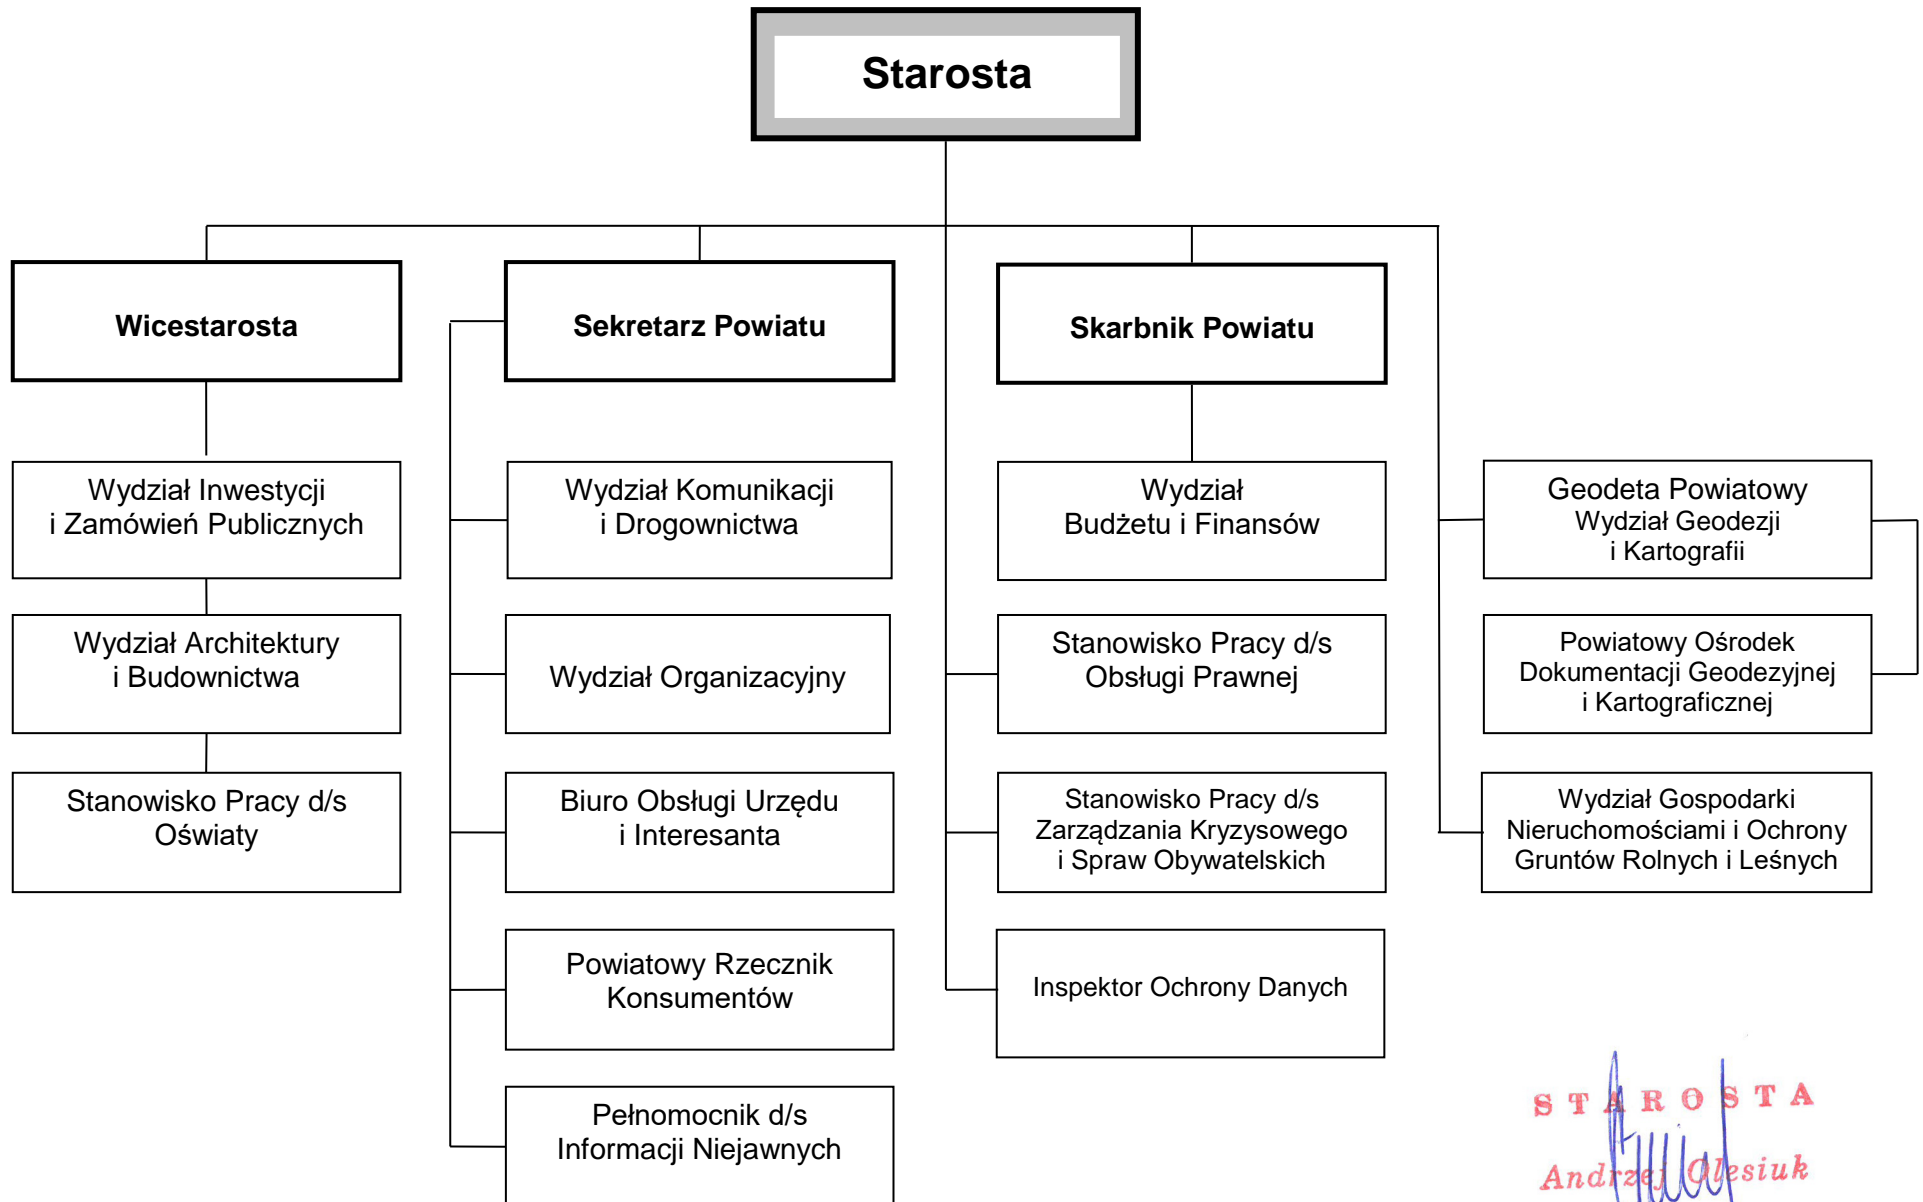 Starosta
Wicestarosta
Sekretarz Powiatu
Skarbnik Powiatu
Wydział Inwestycji
i Zamówień Publicznych
Wydział Komunikacji
i Drogownictwa
Wydział
Budżetu i Finansów
Geodeta Powiatowy
Wydział Geodezji
i Kartografii
Wydział Architektury
i Budownictwa
Wydział Organizacyjny
Stanowisko Pracy d/s
Obsługi Prawnej
Powiatowy Ośrodek
Dokumentacji Geodezyjnej
i Kartograficznej
Stanowisko Pracy d/s
Oświaty
Biuro Obsługi Urzędu
i Interesanta
Stanowisko Pracy d/s
Zarządzania Kryzysowego
i Spraw Obywatelskich
Wydział Gospodarki
Nieruchomościami i Ochrony
Gruntów Rolnych i Leśnych
Powiatowy Rzecznik
Konsumentów
Inspektor Ochrony Danych
Pełnomocnik d/s
Informacji Niejawnych
STAROSTA
Andrzej Olesiuk